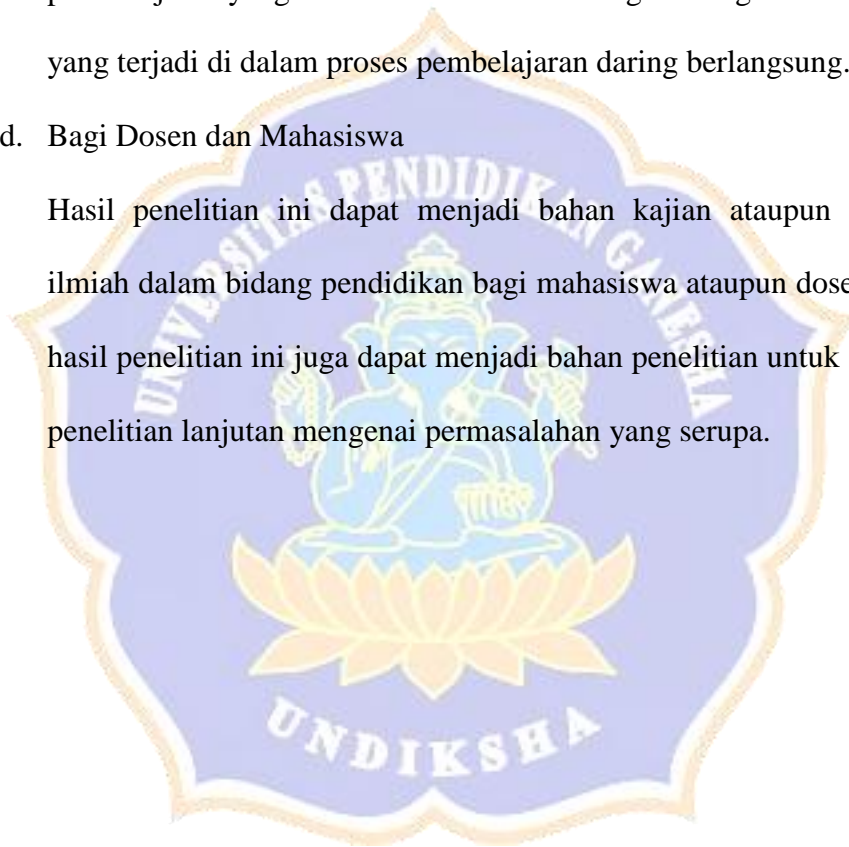 yang terjadi di dalam proses pembelajaran daring berlangsung.
d. Bagi Dosen dan Mahasiswa
Hasil penelitian ini dapat menjadi bahan kajian ataupun
ilmiah dalam bidang pendidikan bagi mahasiswa ataupun
hasil penelitian ini juga dapat menjadi bahan penelitian untuk
penelitian lanjutan mengenai permasalahan yang serupa.
UNIVERSITAS PENDIDIKAN GANESHA
UNDIKSHA